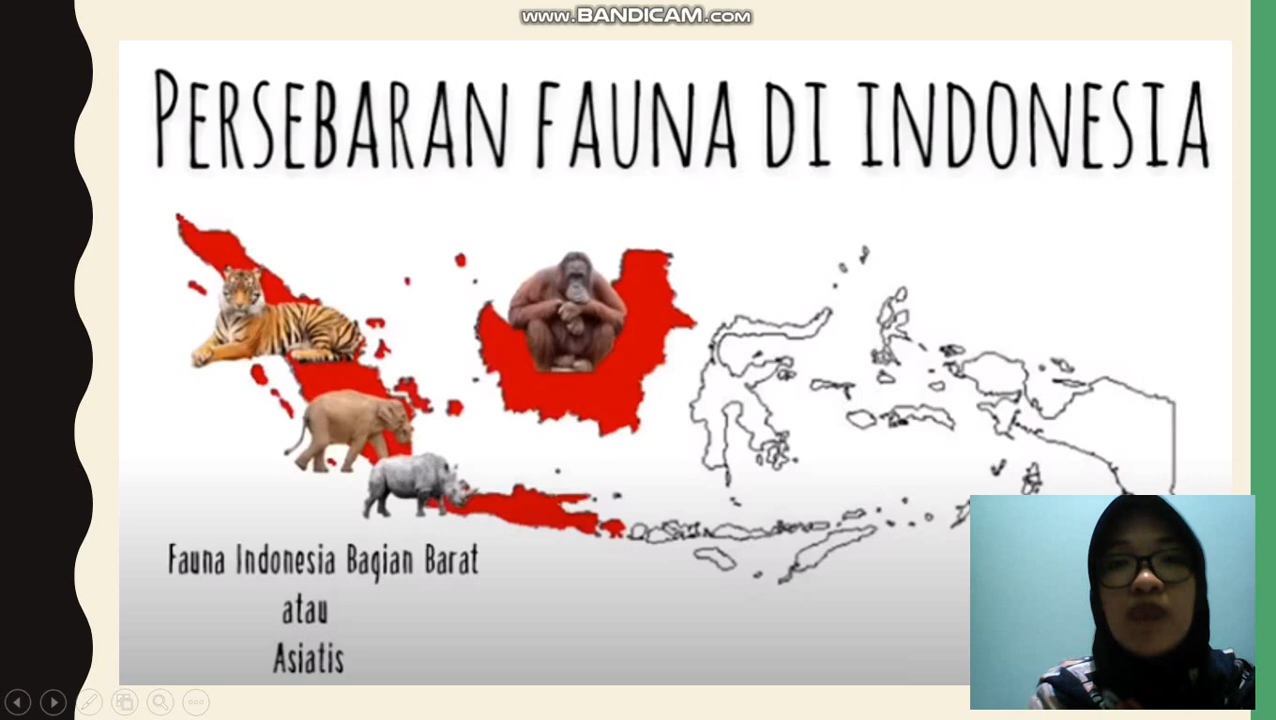 WWW.BANDICAM.COM
PERSEBARAN FAUNA DI INDONESIA
Fauna Indonesia Bagian Barat
atau
Asiatis